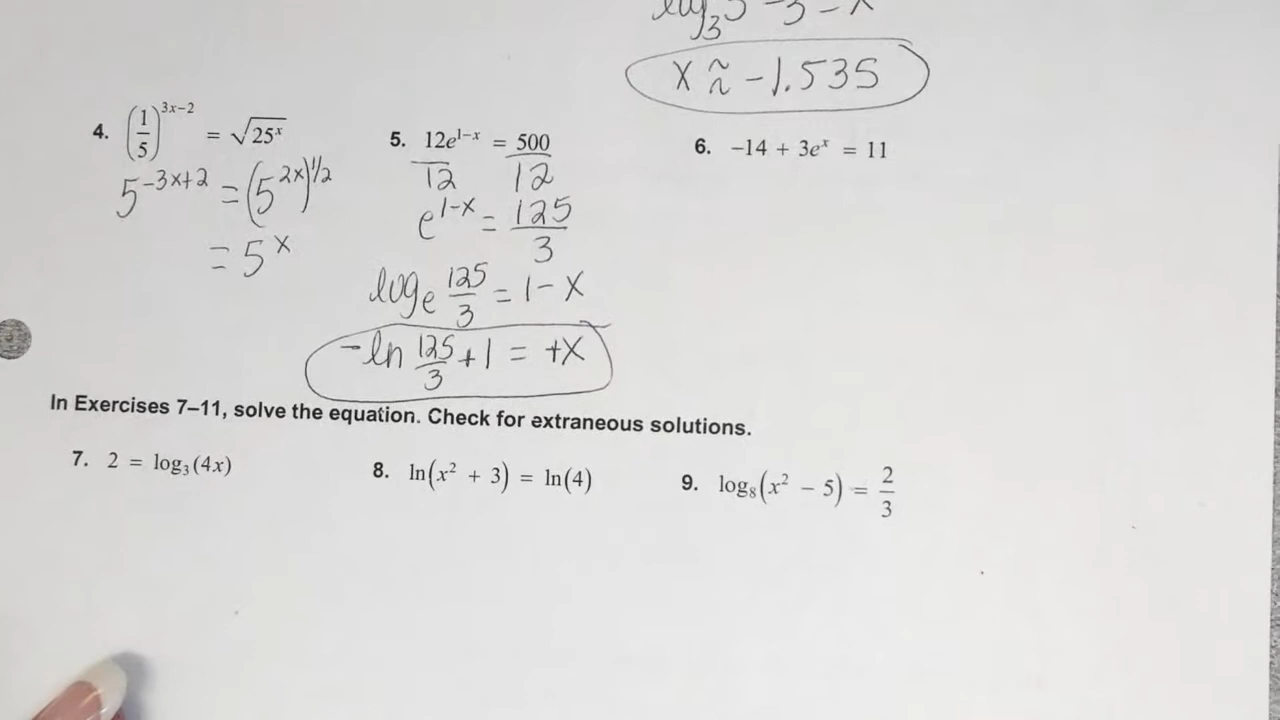 log₃5 - 3 = x
x ≈ -1.535
4. (1/5)^(3x-2) = √25^x
5^(-3x+2) = (5^(2x))^(1/2)
= 5^x
5. 12e^(1-x) = 500
12 12
e^(1-x) = 125/3
log_e 125/3 = 1-x
-ln 125/3 + 1 = +x
6. -14 + 3e^x = 11
In Exercises 7–11, solve the equation. Check for extraneous solutions.
7. 2 = log₃(4x)
8. ln(x² + 3) = ln(4)
9. log₈(x² - 5) = 2/3